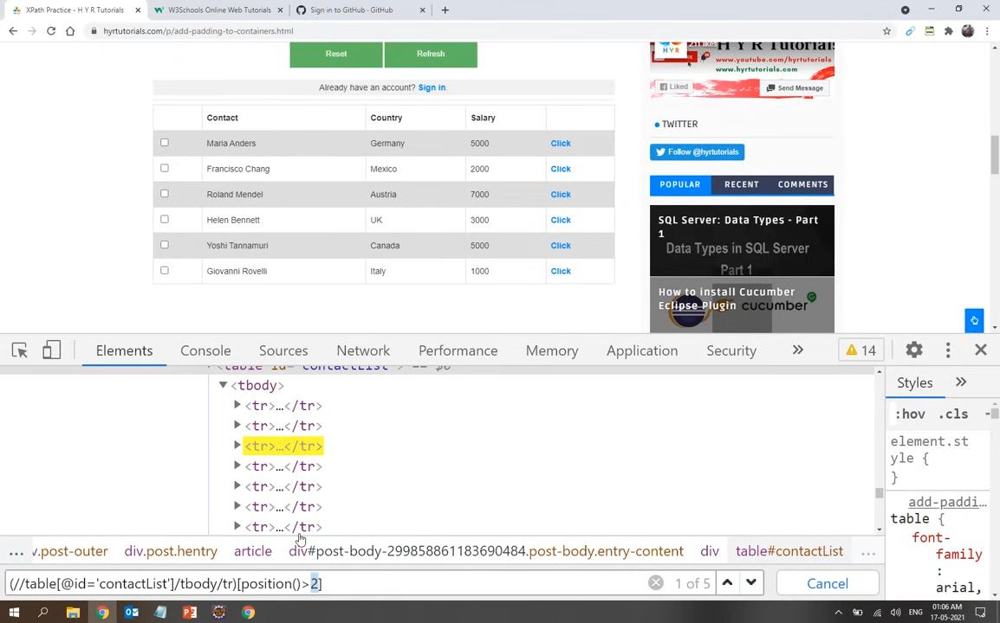 XPath Practice - H Y R Tutorials
W3Schools Online Web Tutorials
Sign in to GitHub · GitHub
hyrtutorials.com/p/add-padding-to-containers.html
Reset
Refresh
Already have an account? Sign in.
Contact Country Salary
Maria Anders Germany 5000 Click
Francisco Chang Mexico 2000 Click
Roland Mendel Austria 7000 Click
Helen Bennett UK 3000 Click
Yoshi Tannamuri Canada 5000 Click
Giovanni Rovelli Italy 1000 Click
H Y R Tutorials
HYR
www.youtube.com/hyrtutorials
www.hyrtutorials.com
Liked
Send Message
TWITTER
Follow @hyrtutorials
POPULAR RECENT COMMENTS
SQL Server: Data Types - Part
1
Data Types in SQL Server
Part 1
How to install Cucumber
Eclipse Plugin
cucumber
Elements Console Sources Network Performance Memory Application Security » 14
<table id="contactList"> == $0
<tbody>
<tr>…</tr>
<tr>…</tr>
<tr>…</tr>
<tr>…</tr>
<tr>…</tr>
<tr>…</tr>
<tr>…</tr>
Styles »
:hov .cls
element.st
yle {
}
add-paddi…
table {
font-
family
:
arial,
... v.post-outer div.post.hentry article div#post-body-299858861183690484.post-body.entry-content div table#contactList ...
(//table[@id='contactList']/tbody/tr)[position()>2]
1 of 5
Cancel
ENG
01:06 AM
17-05-2021